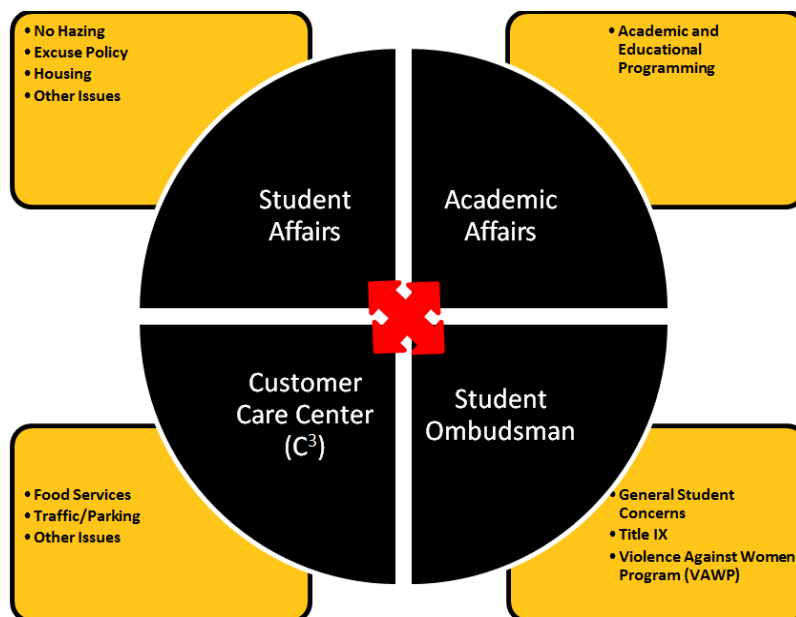 • No Hazing
• Excuse Policy
• Housing
• Other Issues
• Academic and
Educational
Programming
Student
Affairs
Academic
Affairs
Customer
Care Center
(C³)
Student
Ombudsman
• Food Services
• Traffic/Parking
• Other Issues
• General Student
Concerns
• Title IX
• Violence Against Women
Program (VAWP)